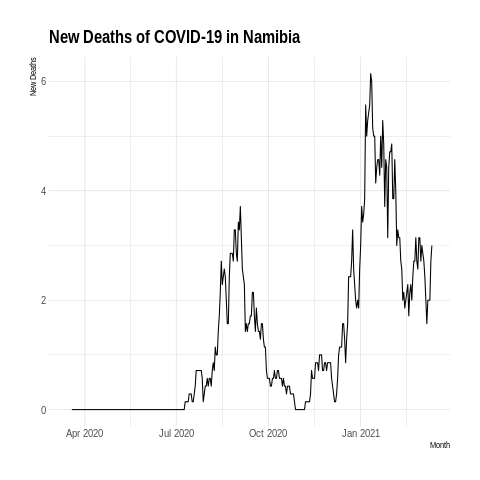 New Deaths of COVID-19 in Namibia
New Deaths
6
4
2
0
Apr 2020 Jul 2020 Oct 2020 Jan 2021
Month